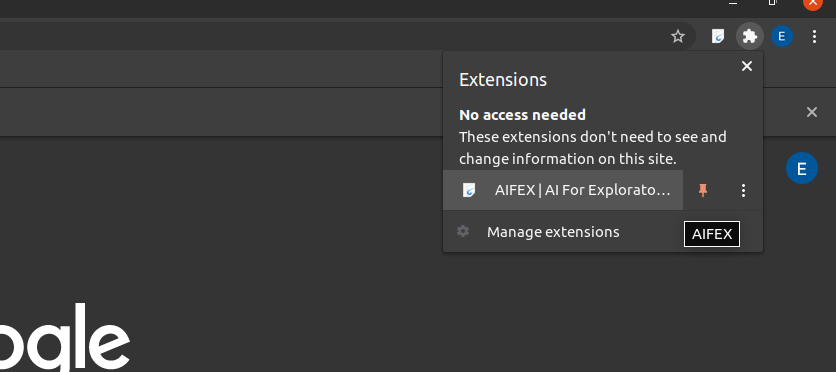 E
Extensions
No access needed
These extensions don't need to see and
change information on this site.
E
AIFEX | AI For Explorato…
Manage extensions
AIFEX
ogle